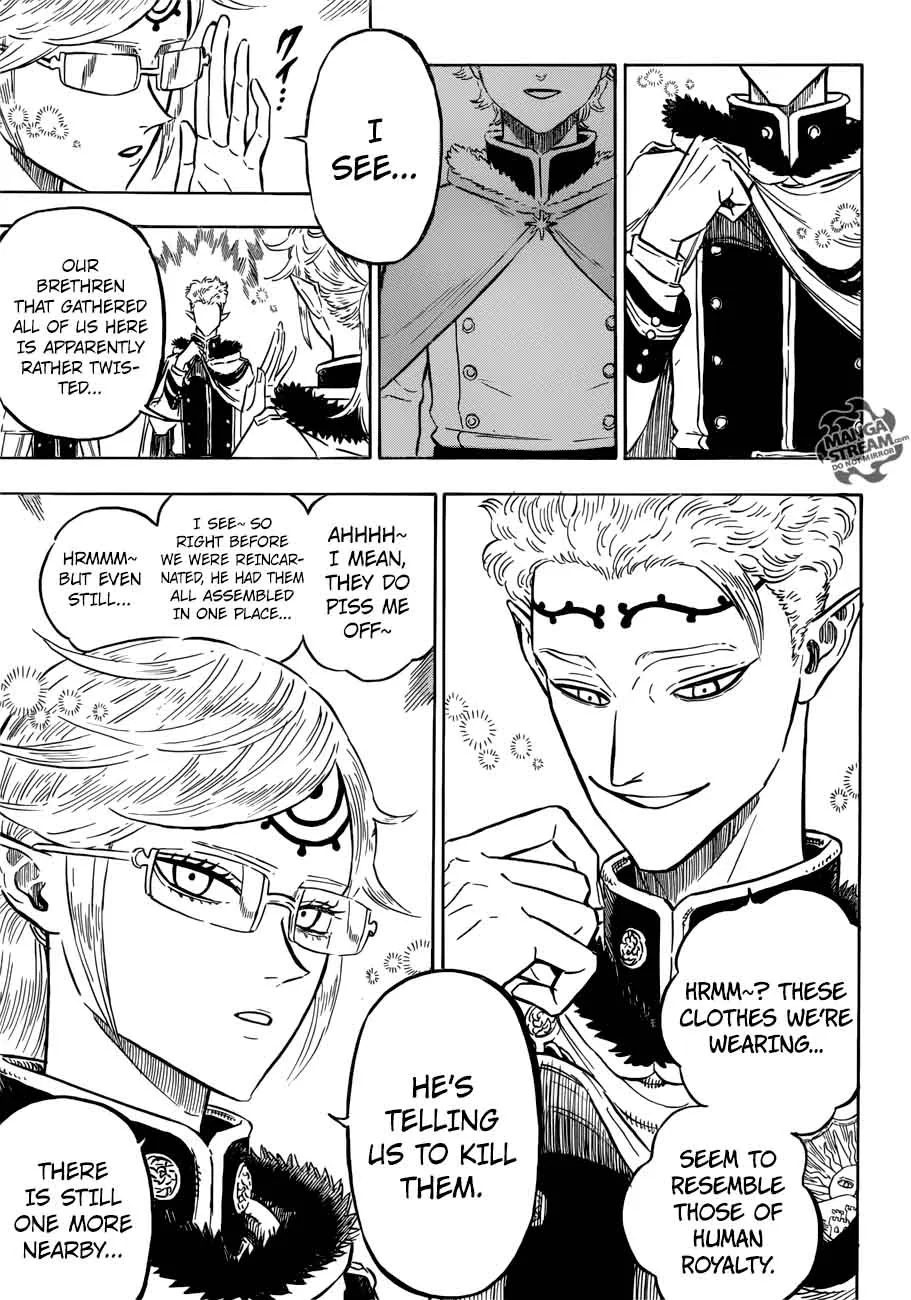 I
SEE...
クイ...
OUR
BRETHREN
THAT GATHERED
ALL OF US HERE
IS APPARENTLY
RATHER TWIS-
TED...
MANGA
STREAM.com
DO NOT MIRROR
HRMM~? THESE
CLOTHES WE'RE
WEARING...
SEEM TO
RESEMBLE
THOSE OF
HUMAN
ROYALTY.
AHHHH~
I MEAN,
THEY DO
PISS ME
OFF~
I SEE~ SO
RIGHT BEFORE
WE WERE REINCAR-
NATED, HE HAD THEM
ALL ASSEMBLED
IN ONE PLACE...
HRMMM~
BUT EVEN
STILL...
HE'S
TELLING
US TO KILL
THEM.
THERE
IS STILL
ONE MORE
NEARBY...